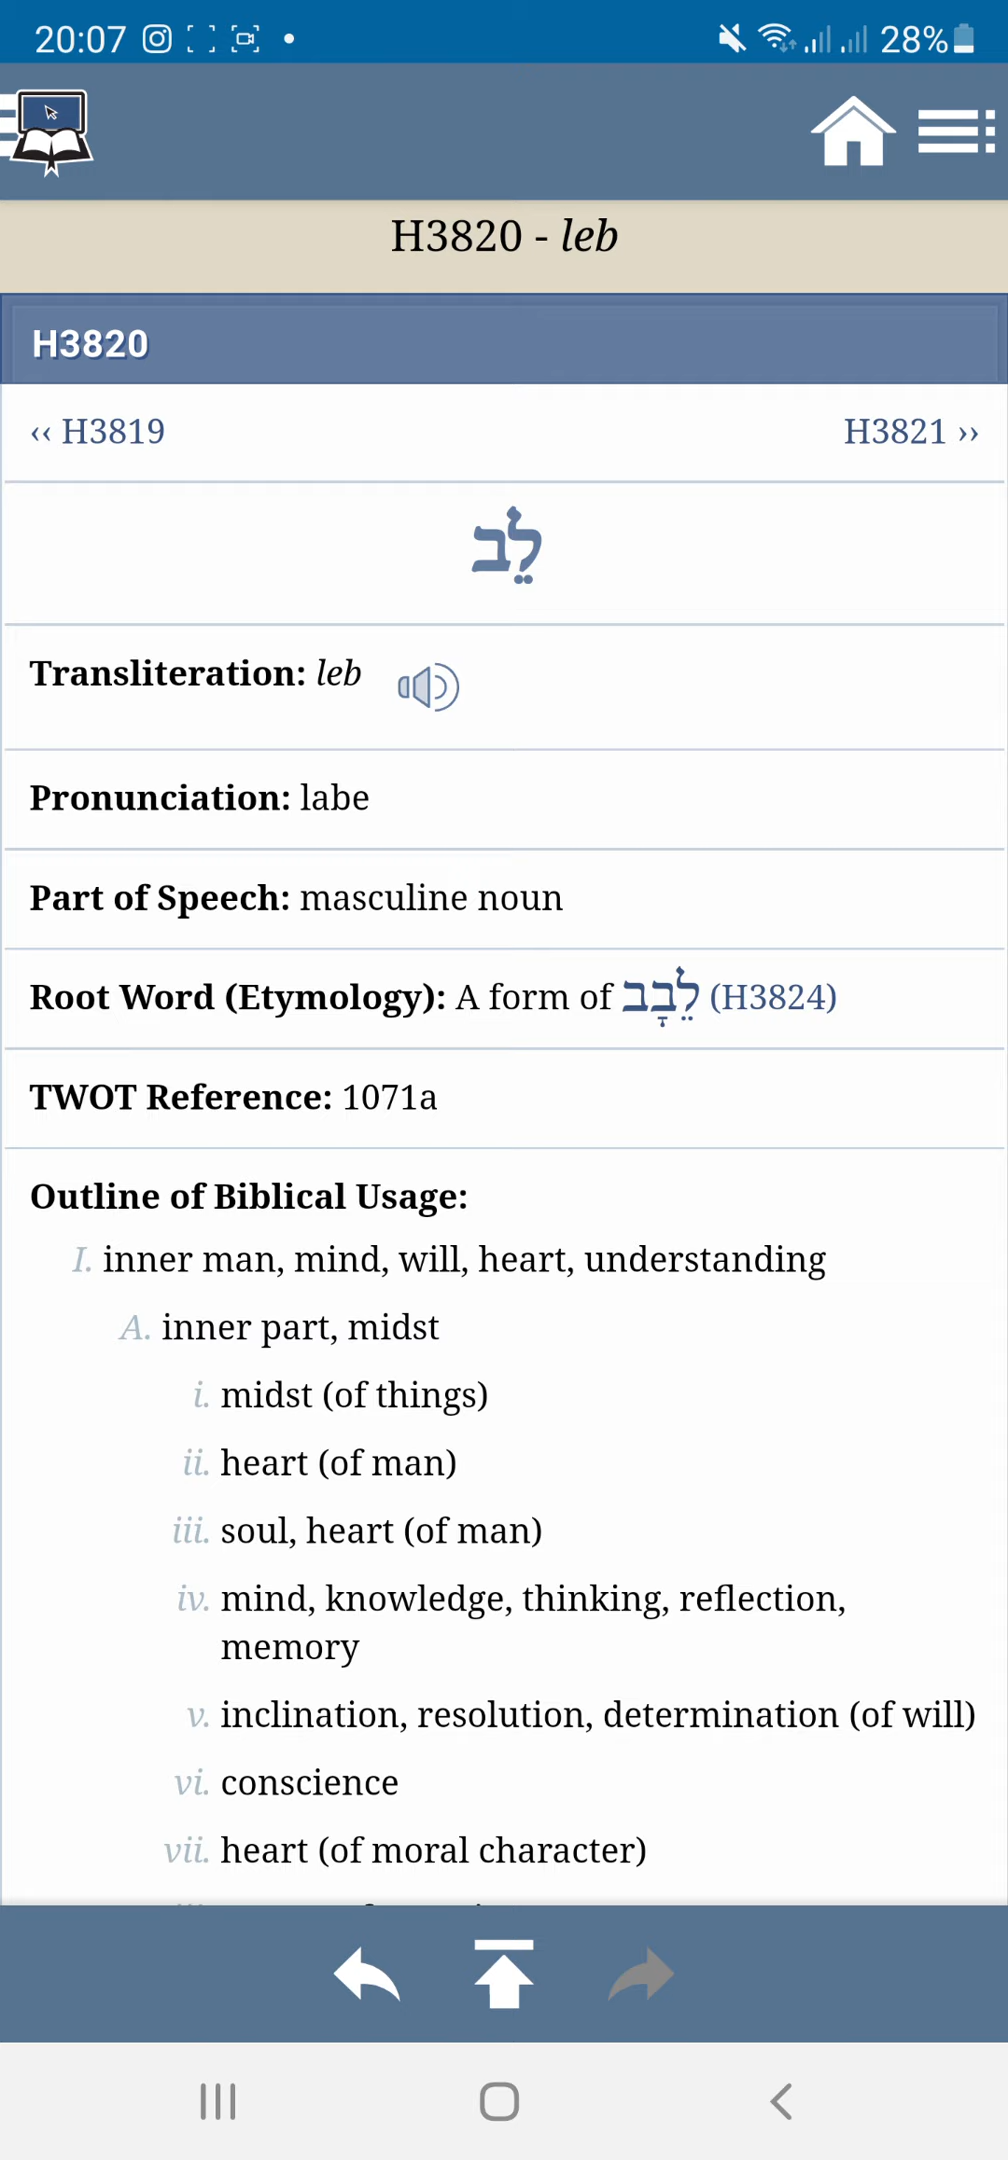 20:07
28%
H3820 - leb
H3820
‹‹ H3819
H3821 ››
לֵב
Transliteration: leb
Pronunciation: labe
Part of Speech: masculine noun
Root Word (Etymology): A form of לֵבָב (H3824)
TWOT Reference: 1071a
Outline of Biblical Usage:
I. inner man, mind, will, heart, understanding
A. inner part, midst
i. midst (of things)
ii. heart (of man)
iii. soul, heart (of man)
iv. mind, knowledge, thinking, reflection,
memory
v. inclination, resolution, determination (of will)
vi. conscience
vii. heart (of moral character)